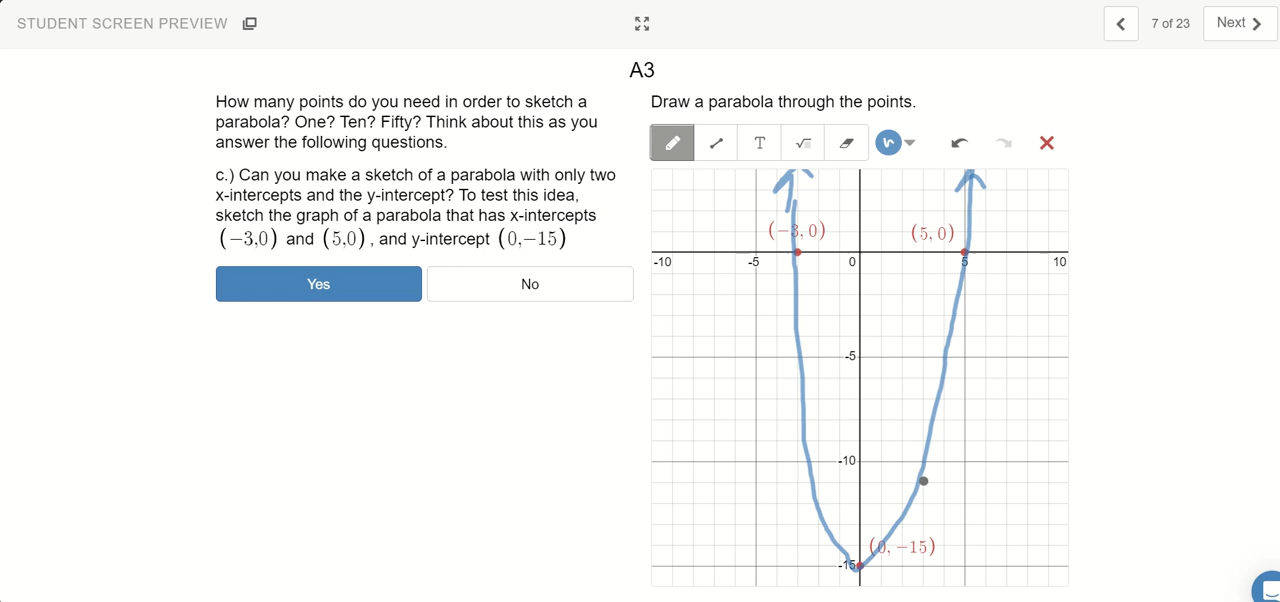 STUDENT SCREEN PREVIEW
7 of 23
Next
A3
How many points do you need in order to sketch a
parabola? One? Ten? Fifty? Think about this as you
answer the following questions.
c.) Can you make a sketch of a parabola with only two
x-intercepts and the y-intercept? To test this idea,
sketch the graph of a parabola that has x-intercepts
(−3,0) and (5,0), and y-intercept (0,−15)
Yes
No
Draw a parabola through the points.
T
√
(−3, 0)
(5, 0)
-10
-5
0
5
10
-5
-10
(0, −15)
-15